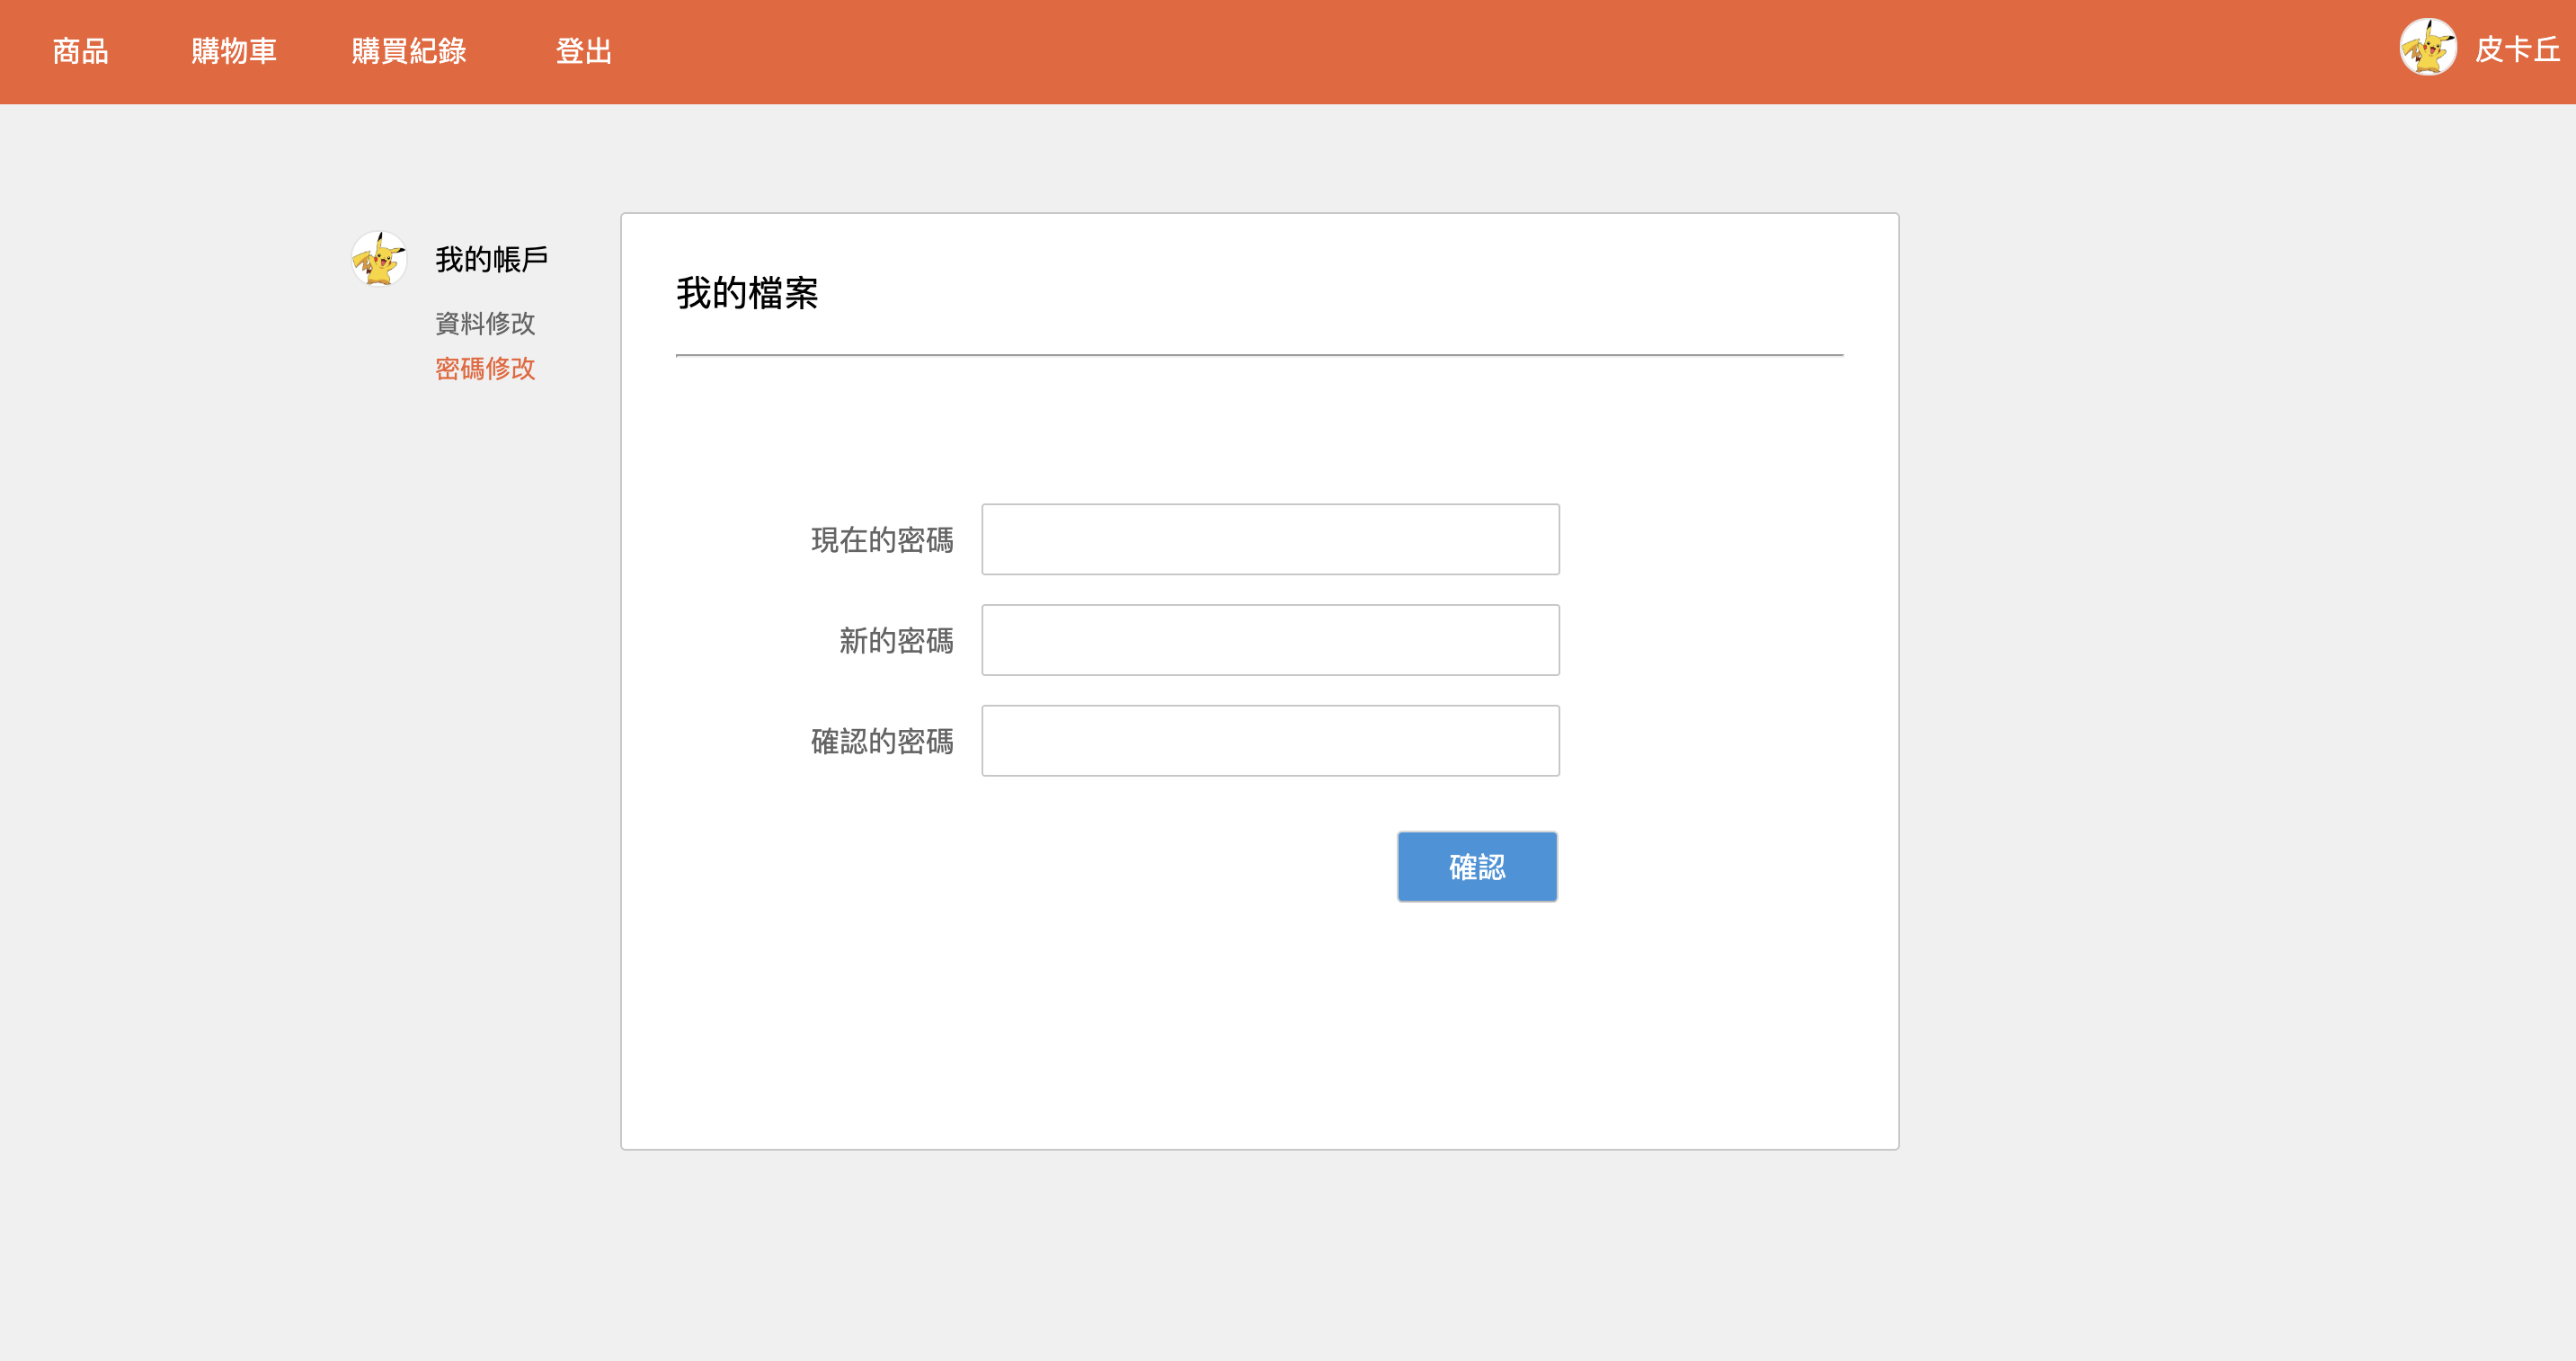 商品 購物車 購買紀錄 登出 皮卡丘
我的帳戶
資料修改
密碼修改
我的檔案
現在的密碼
新的密碼
確認的密碼
確認